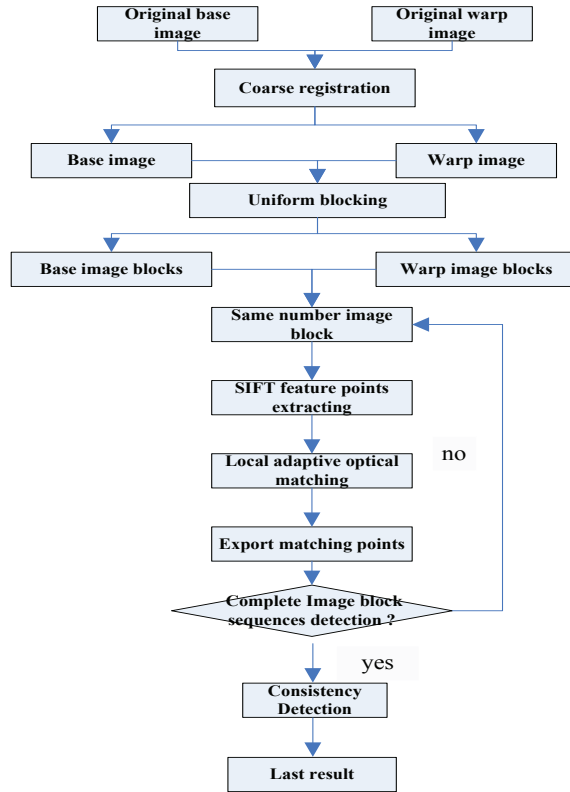 Original base
image
Original warp
image
Coarse registration
Base image
Warp image
Uniform blocking
Base image blocks
Warp image blocks
Same number image
block
SIFT feature points
extracting
Local adaptive optical
matching
no
Export matching points
Complete Image block
sequences detection ?
yes
Consistency
Detection
Last result